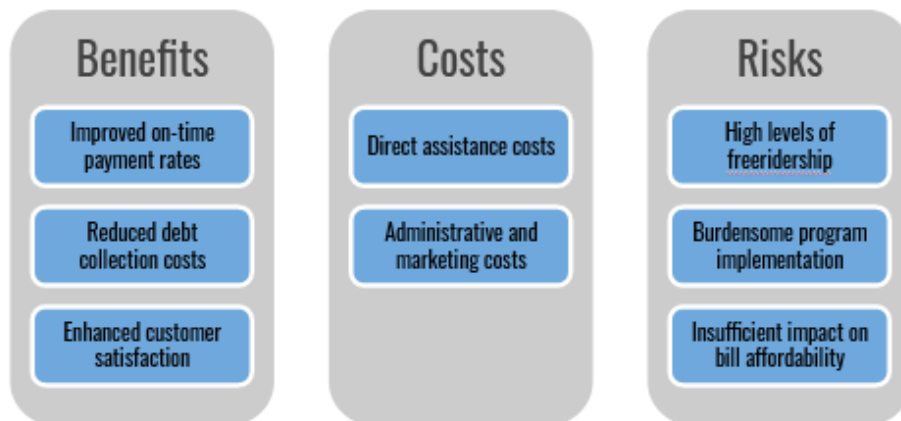 Benefits
Improved on-time
payment rates
Reduced debt
collection costs
Enhanced customer
satisfaction
Costs
Direct assistance costs
Administrative and
marketing costs
Risks
High levels of
freeridership
Burdensome program
implementation
Insufficient impact on
bill affordability